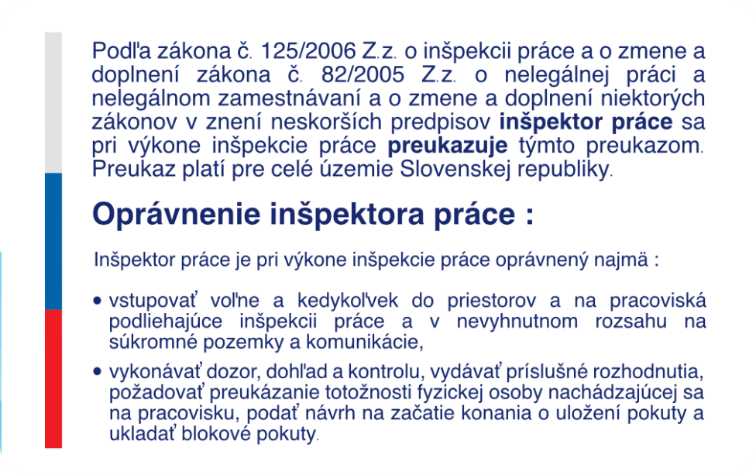 Podľa zákona č. 125/2006 Z.z. o inšpekcii práce a o zmene a
doplnení zákona č. 82/2005 Z.z. o nelegálnej práci a
nelegálnom zamestnávaní a o zmene a doplnení niektorých
zákonov v znení neskorších predpisov inšpektor práce sa
pri výkone inšpekcie práce preukazuje týmto preukazom.
Preukaz platí pre celé územie Slovenskej republiky.
Oprávnenie inšpektora práce :
Inšpektor práce je pri výkone inšpekcie práce oprávnený najmä :
• vstupovať voľne a kedykoľvek do priestorov a na pracoviská
podliehajúce inšpekcii práce a v nevyhnutnom rozsahu na
súkromné pozemky a komunikácie,
• vykonávať dozor, dohľad a kontrolu, vydávať príslušné rozhodnutia,
požadovať preukázanie totožnosti fyzickej osoby nachádzajúcej sa
na pracovisku, podať návrh na začatie konania o uložení pokuty a
ukladať blokové pokuty.